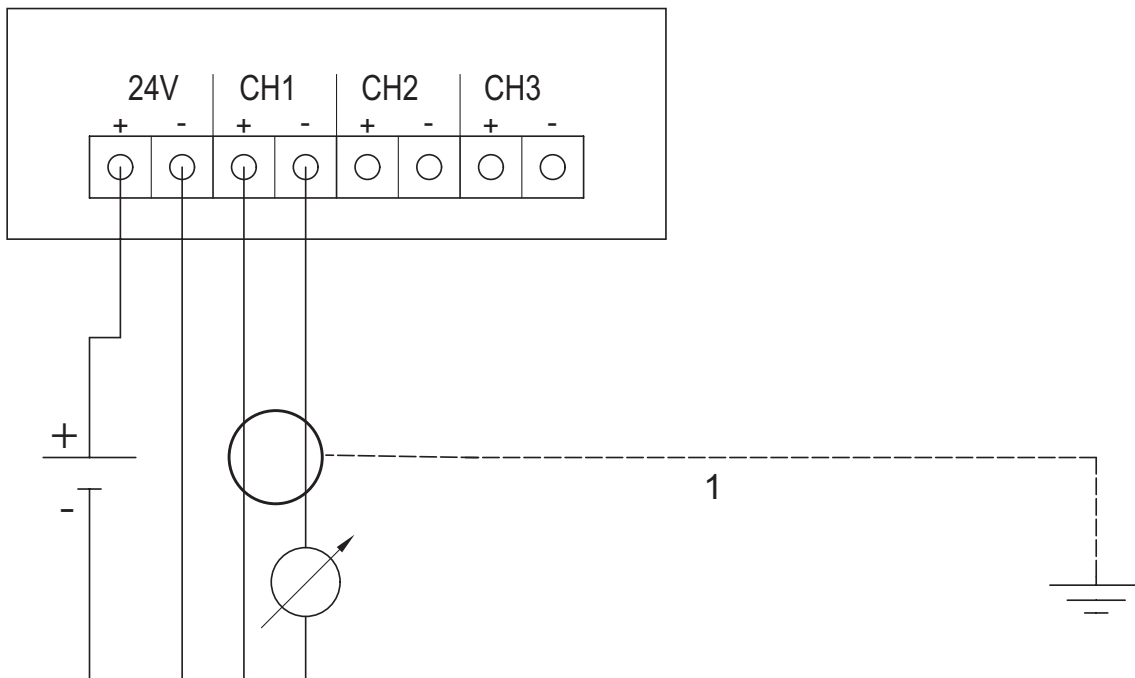 24V CH1 CH2 CH3
+ - + - + - + -
+
1
-